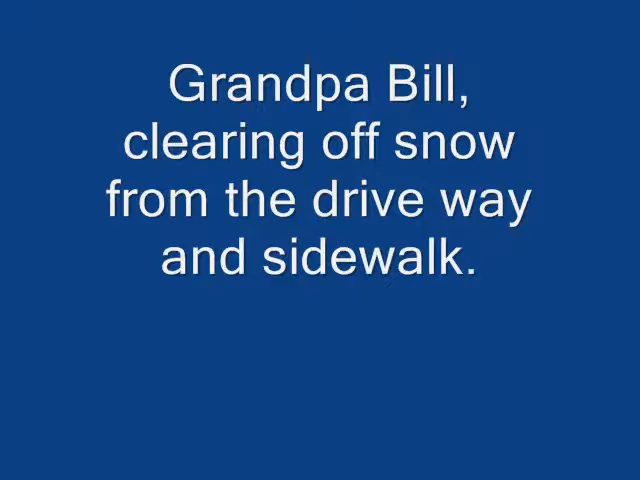 Grandpa Bill,
clearing off snow
from the drive way
and sidewalk.